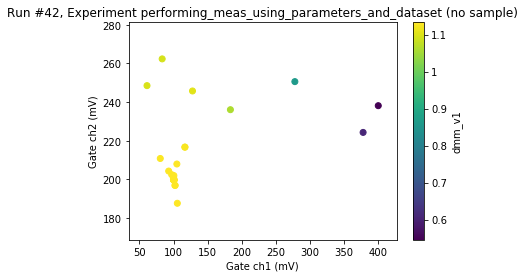 Run #42, Experiment performing_meas_using_parameters_and_dataset (no sample)
280
260
240
220
200
180
Gate ch2 (mV)
50 100 150 200 250 300 350 400
Gate ch1 (mV)
1.1
1
0.9
0.8
0.7
0.6
dmm_v1